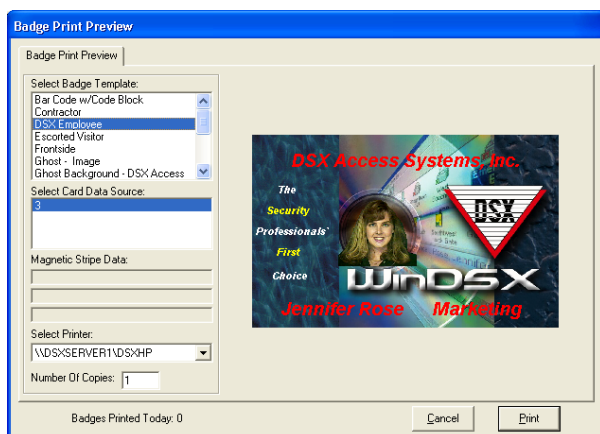 Badge Print Preview
Badge Print Preview
Select Badge Template:
Bar Code w/Code Block
Contractor
DSX Employee
Escorted Visitor
Frontside
Ghost - Image
Ghost Background - DSX Access
Select Card Data Source:
3
Magnetic Stripe Data:
Select Printer:
\\DSXSERVER1\DSXHP
Number Of Copies: 1
DSX Access Systems, Inc.
The
Security
Professionals'
First
Choice
DSX
WinDSX
Jennifer Rose Marketing
Badges Printed Today: 0
Cancel
Print